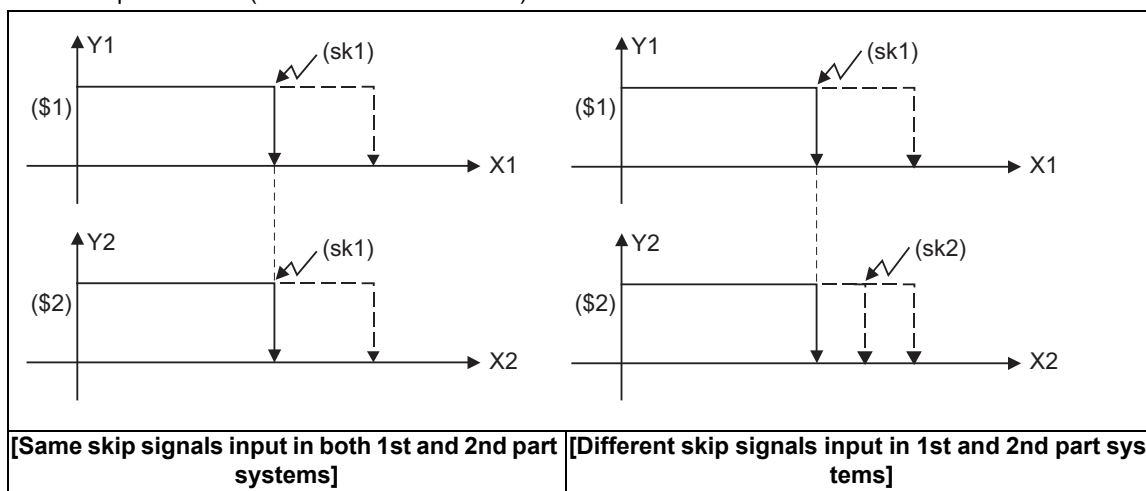 Y1
(sk1)
($1)
X1
Y2
(sk1)
($2)
X2
Y1
(sk1)
($1)
X1
Y2
(sk2)
($2)
X2
[Same skip signals input in both 1st and 2nd part
systems]
[Different skip signals input in 1st and 2nd part sys
tems]